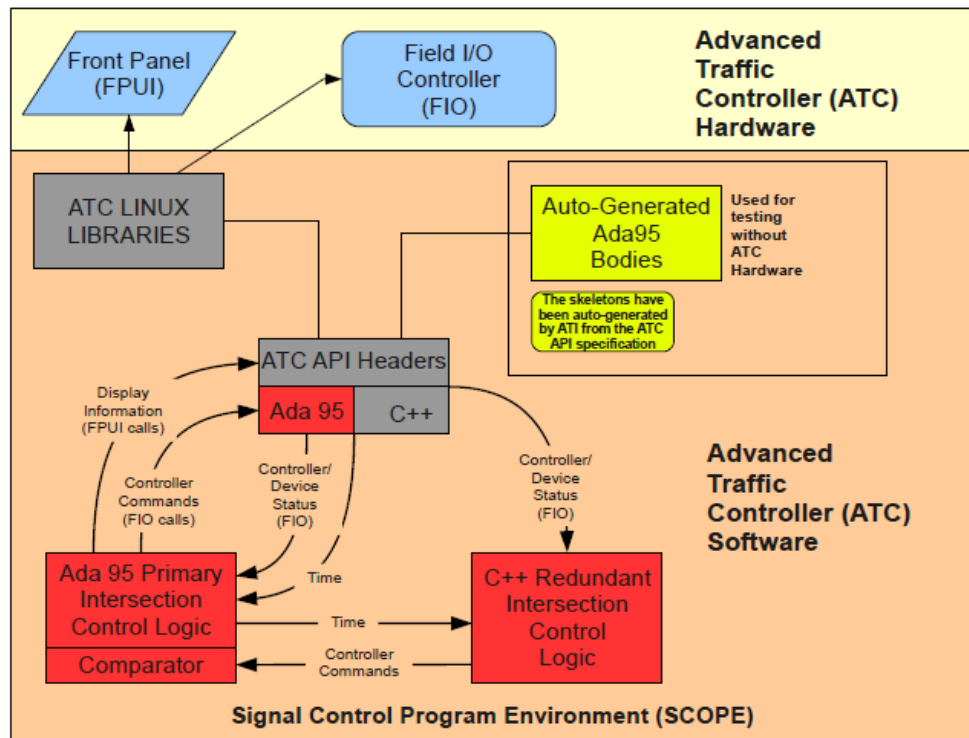 Front Panel
(FPUI)
Field I/O
Controller
(FIO)
Advanced
Traffic
Controller (ATC)
Hardware
ATC LINUX
LIBRARIES
Auto-Generated
Ada95
Bodies
Used for
testing
without
ATC
Hardware
The skeletons have
been auto-generated
by ATI from the ATC
API specification
ATC API Headers
Ada 95
C++
Display
Information
(FPUI calls)
Controller
Commands
(FIO calls)
Controller/
Device
Status
(FIO)
Time
Controller/
Device
Status
(FIO)
Advanced
Traffic
Controller (ATC)
Software
Ada 95 Primary
Intersection
Control Logic
Comparator
Time
Controller
Commands
C++ Redundant
Intersection
Control
Logic
Signal Control Program Environment (SCOPE)